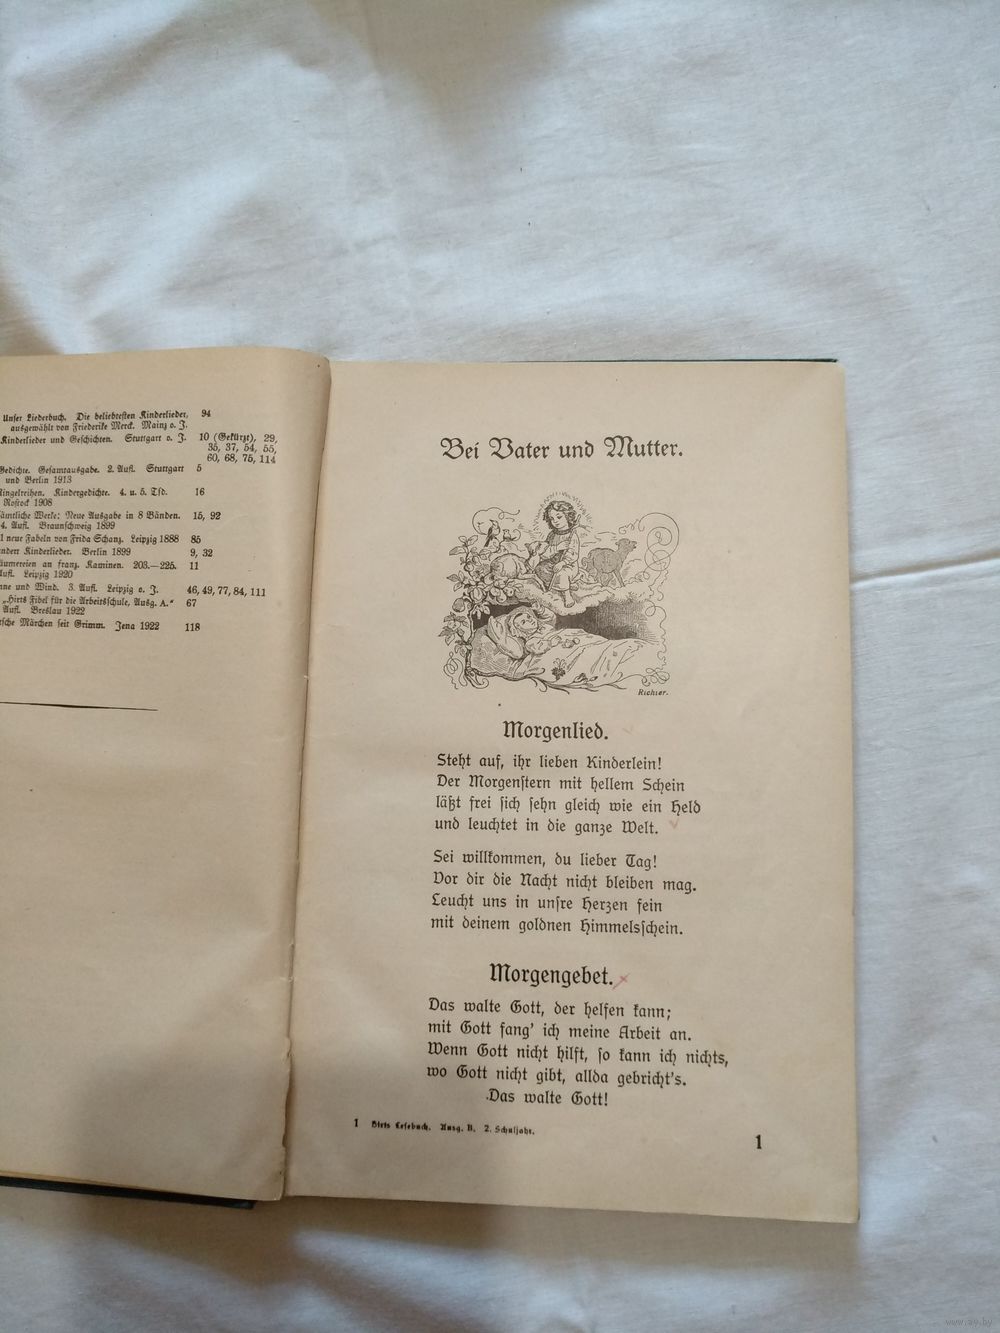 Unser Liederbuch. Die beliebtesten Kinderlieder, 94
ausgewählt von Friederike Merck. Mainz o. J.
Kinderlieder und Geschichten. Stuttgart o. J. 10 (Gekürzt), 29,
35, 37, 54, 55,
60, 68, 75, 114
Gedichte. Gesamtausgabe. 2. Aufl. Stuttgart 5
und Berlin 1913
Ringelreihen. Kindergedichte. 4. u. 5. Tsd. 16
Rostock 1908
Sämtliche Werke: Neue Ausgabe in 8 Bänden. 15, 92
4. Aufl. Braunschweig 1899
neue Fabeln von Frida Schanz. Leipzig 1888 85
Kinderlieder. Berlin 1899 9, 32
an franz. Kaminen. 203.—225. 11
Aufl. Leipzig 1920
und Wind. 3. Aufl. Leipzig o. J. 46, 49, 77, 84, 111
„Hirts Fibel für die Arbeitsschule, Ausg. A.“ 67
Aufl. Breslau 1922
Märchen seit Grimm. Jena 1922 118
Bei Vater und Mutter.
Richter.
Morgenlied.
Steht auf, ihr lieben Kinderlein!
Der Morgenstern mit hellem Schein
läßt frei sich sehn gleich wie ein Held
und leuchtet in die ganze Welt.
Sei willkommen, du lieber Tag!
Vor dir die Nacht nicht bleiben mag.
Leucht uns in unsre Herzen fein
mit deinem goldnen Himmelsschein.
Morgengebet.
Das walte Gott, der helfen kann;
mit Gott fang' ich meine Arbeit an.
Wenn Gott nicht hilft, so kann ich nichts,
wo Gott nicht gibt, allda gebricht's.
Das walte Gott!
1 Hirts Lesebuch. Ausg. B. 2. Schuljahr.
1
www.ay.by